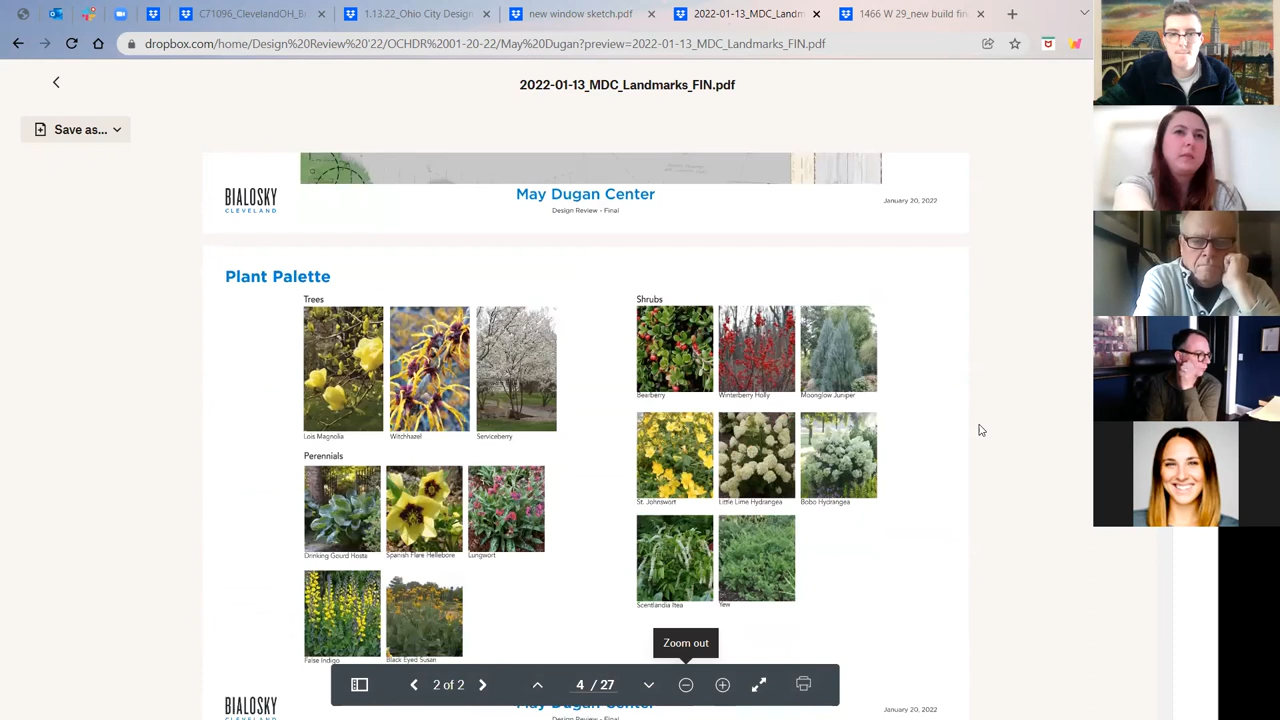 C71096_ClevelandOH_Br
1.13.22_Ohio City Design
new window sketch.pdf
2022-01-13_MDC_Landm
1466 W 29_new build fin
dropbox.com/home/Design%20Review%20'22/OCHDR%2001-20-22/May%20Dugan?preview=2022-01-13_MDC_Landmarks_FIN.pdf
2022-01-13_MDC_Landmarks_FIN.pdf
Save as...
BIALOSKY
CLEVELAND
May Dugan Center
Design Review - Final
January 20, 2022
Plant Palette
Trees
Lois Magnolia
Witchhazel
Serviceberry
Shrubs
Bearberry
Winterberry Holly
Moonglow Juniper
St. Johnswort
Little Lime Hydrangea
Bobo Hydrangea
Scentlandia Itea
Yew
Perennials
Drinking Gourd Hosta
Spanish Flare Hellebore
Lungwort
False Indigo
Black Eyed Susan
Zoom out
2 of 2
4 / 27
BIALOSKY
CLEVELAND
May Dugan Center
Design Review - Final
January 20, 2022